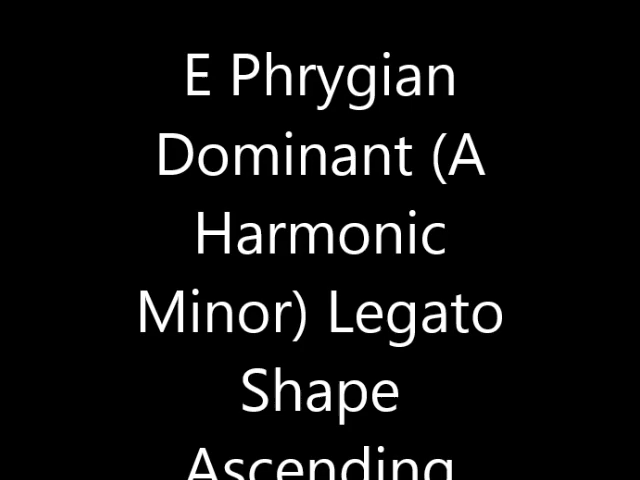 E Phrygian
Dominant (A
Harmonic
Minor) Legato
Shape
Ascending